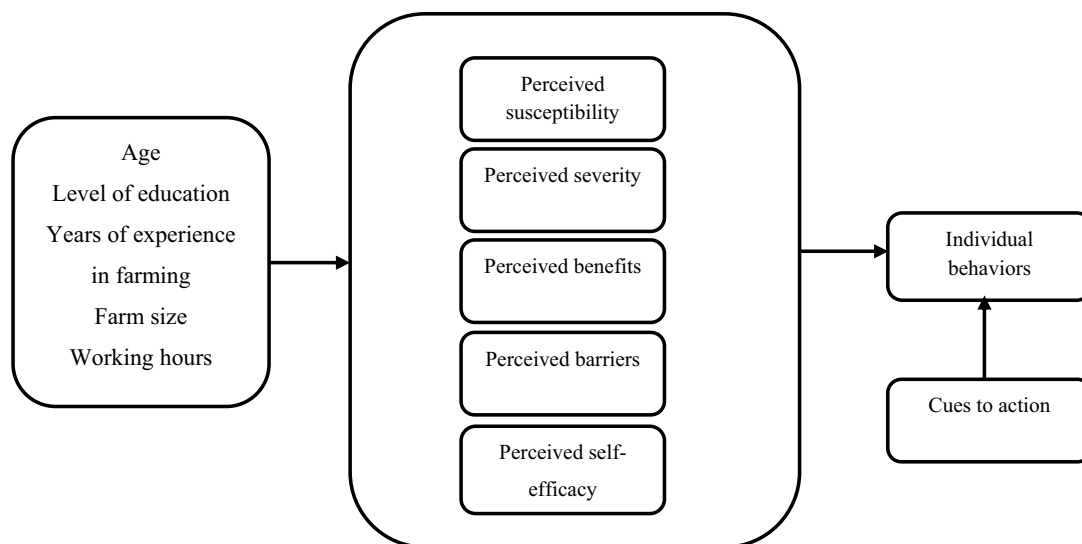 Age
Level of education
Years of experience
in farming
Farm size
Working hours
Perceived
susceptibility
Perceived severity
Perceived benefits
Perceived barriers
Perceived self-
efficacy
Individual
behaviors
Cues to action